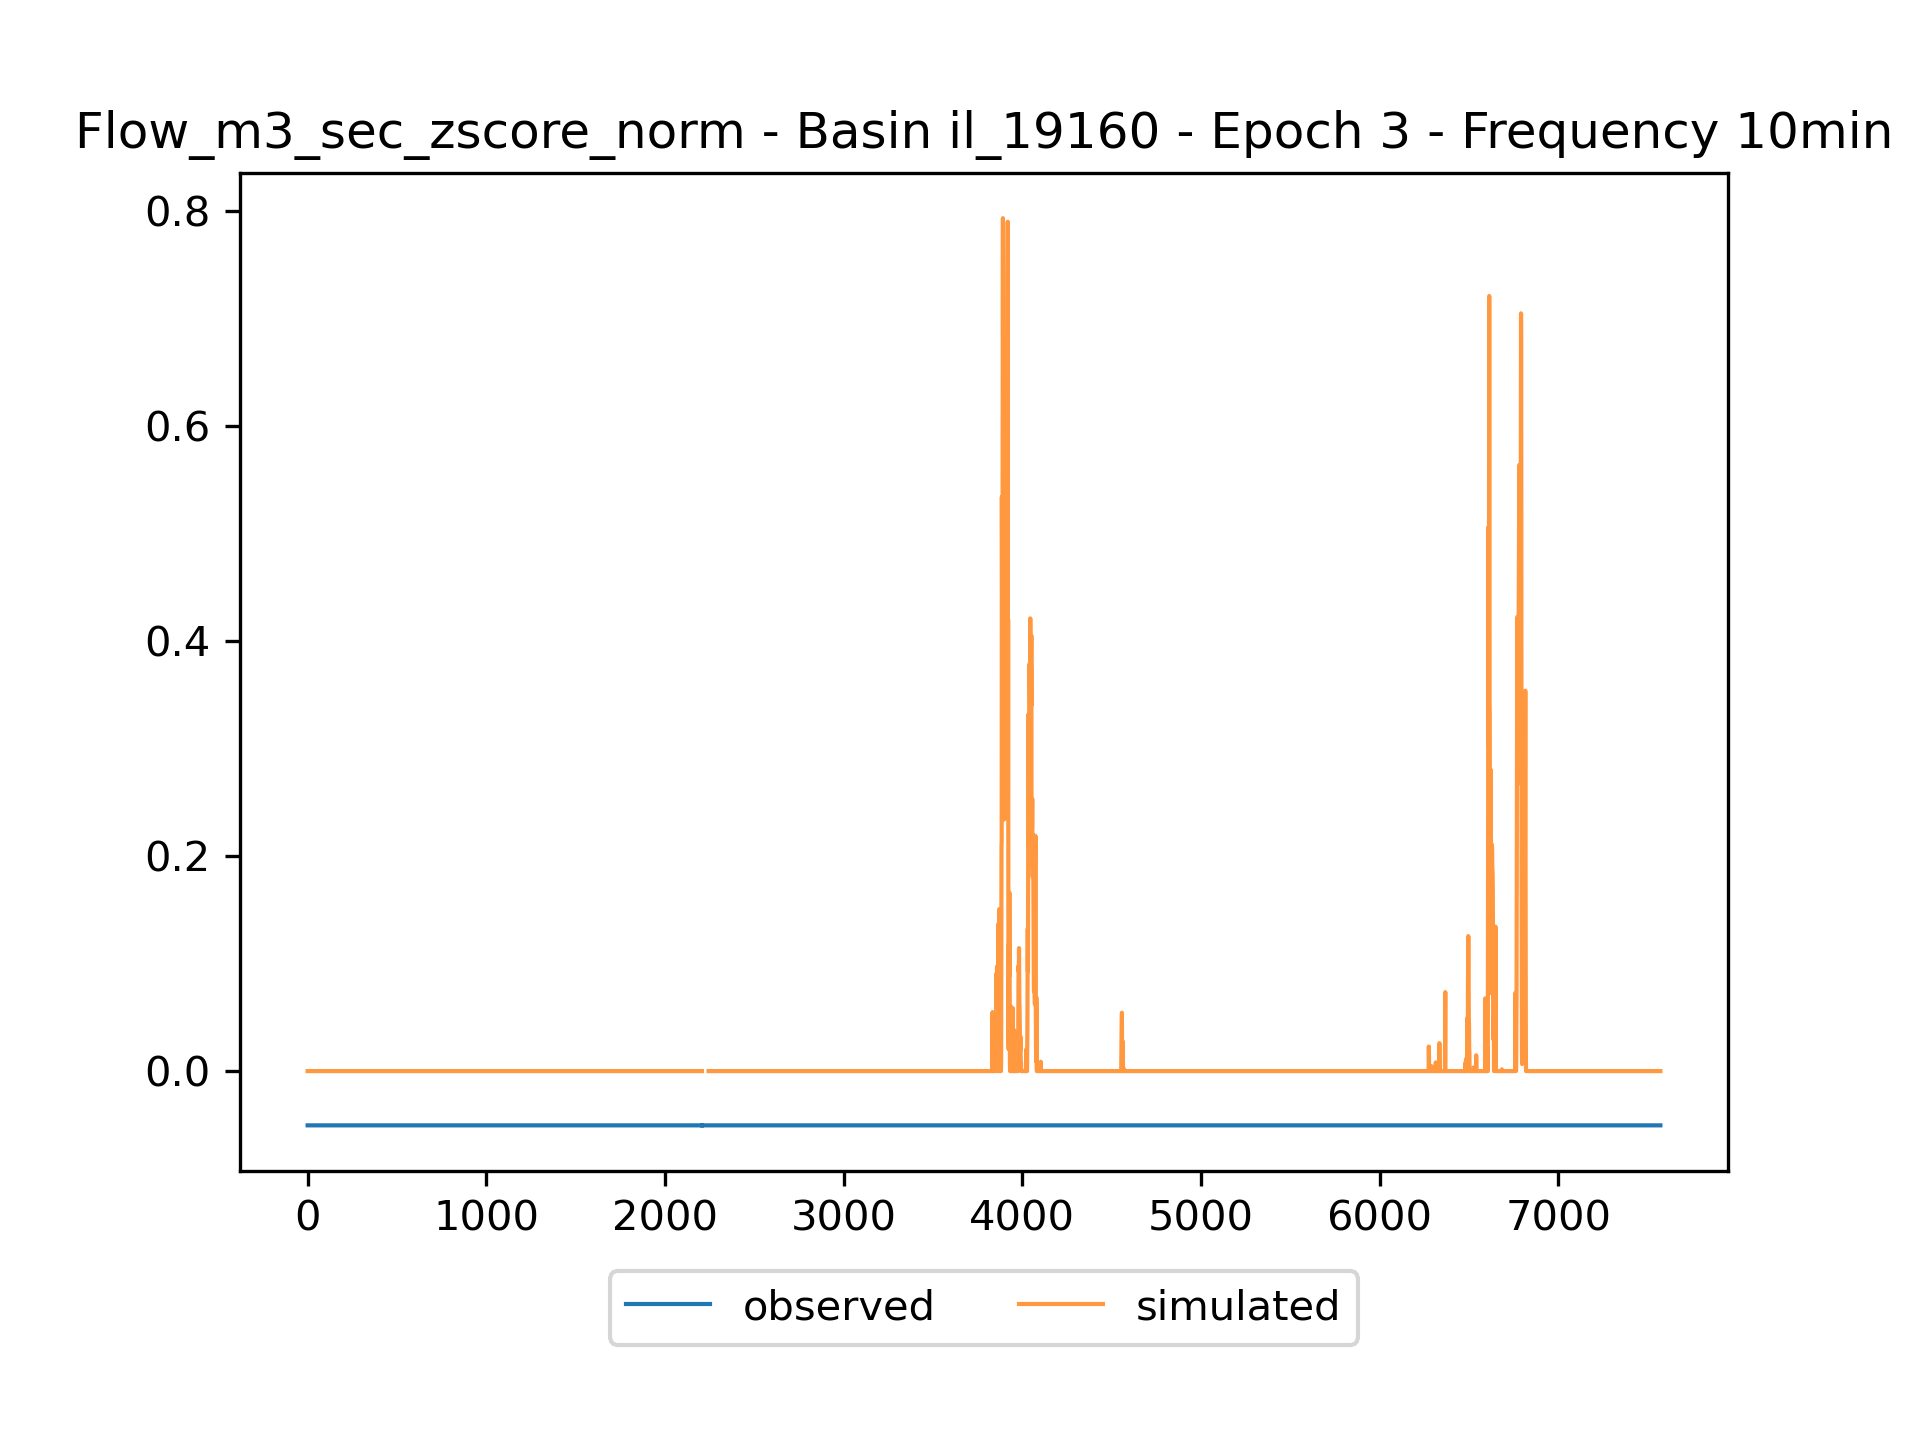 Flow_m3_sec_zscore_norm - Basin il_19160 - Epoch 3 - Frequency 10min
0.8
0.6
0.4
0.2
0.0
0 1000 2000 3000 4000 5000 6000 7000
observed simulated